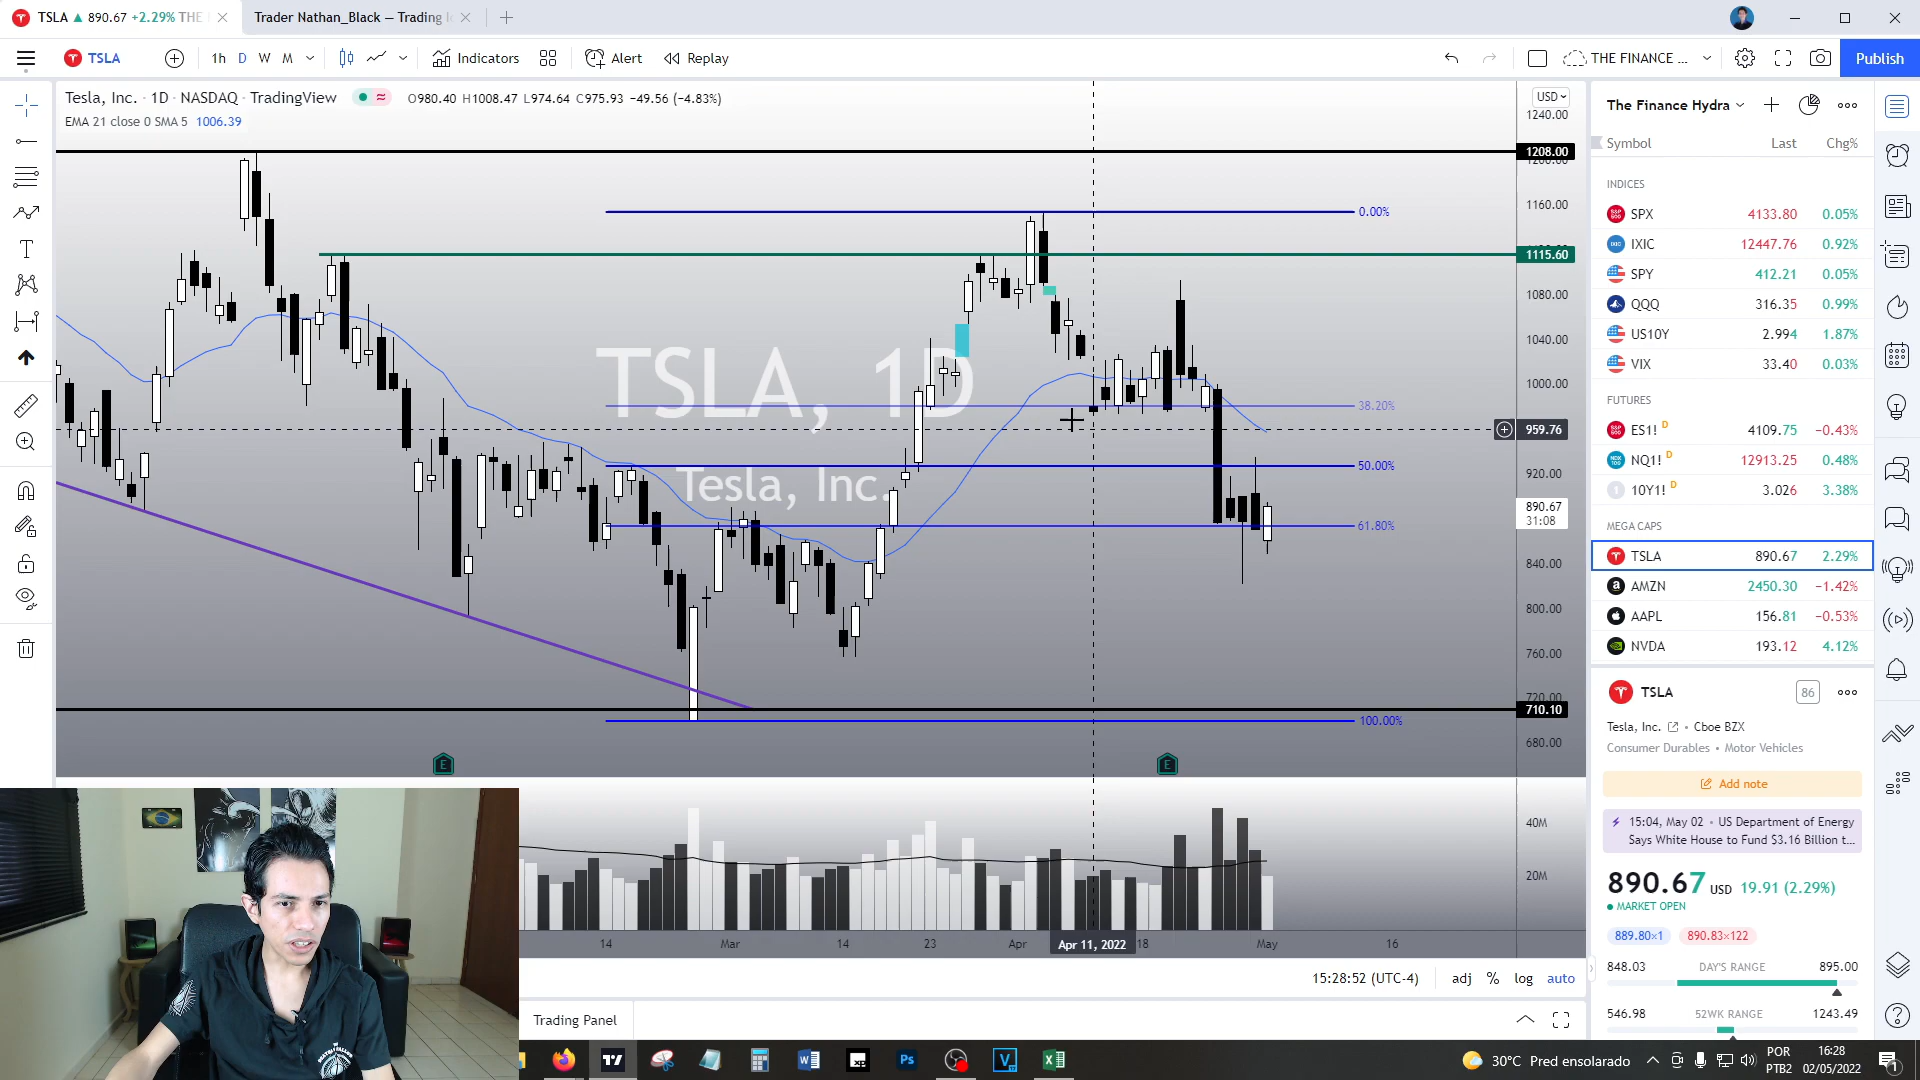 TSLA ▲ 890.67 +2.29% THE
Trader Nathan_Black — Trading I
TSLA
1h D W M
Indicators
Alert
Replay
THE FINANCE ...
Publish
Tesla, Inc. · 1D · NASDAQ · TradingView
O980.40 H1008.47 L974.64 C975.93 −49.56 (−4.83%)
EMA 21 close 0 SMA 5 1006.39
TSLA, 1D
Tesla, Inc.
0.00%
38.20%
50.00%
61.80%
100.00%
USD
1240.00
1208.00
1200.00
1160.00
1115.60
1080.00
1040.00
1000.00
959.76
920.00
890.67
31:08
840.00
800.00
760.00
720.00
710.10
680.00
E
E
40M
20M
14
Mar
14
23
Apr
Apr 11, 2022
18
May
16
15:28:52 (UTC-4)
adj
%
log
auto
Trading Panel
The Finance Hydra
Symbol Last Chg%
INDICES
SPX 4133.80 0.05%
IXIC 12447.76 0.92%
SPY 412.21 0.05%
QQQ 316.35 0.99%
US10Y 2.994 1.87%
VIX 33.40 0.03%
FUTURES
ES1! D 4109.75 −0.43%
NQ1! D 12913.25 0.48%
10Y1! D 3.026 3.38%
MEGA CAPS
TSLA 890.67 2.29%
AMZN 2450.30 −1.42%
AAPL 156.81 −0.53%
NVDA 193.12 4.12%
TSLA
86
Tesla, Inc. • Cboe BZX
Consumer Durables • Motor Vehicles
Add note
15:04, May 02 • US Department of Energy
Says White House to Fund $3.16 Billion t...
890.67 USD 19.91 (2.29%)
MARKET OPEN
889.80×1
890.83×122
848.03 DAY'S RANGE 895.00
546.98 52WK RANGE 1243.49
30°C Pred ensolarado
POR
PTB2
16:28
02/05/2022
1